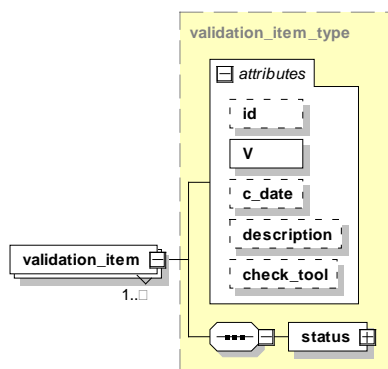 validation_item_type
attributes
id
V
c_date
description
check_tool
validation_item
1..□
status